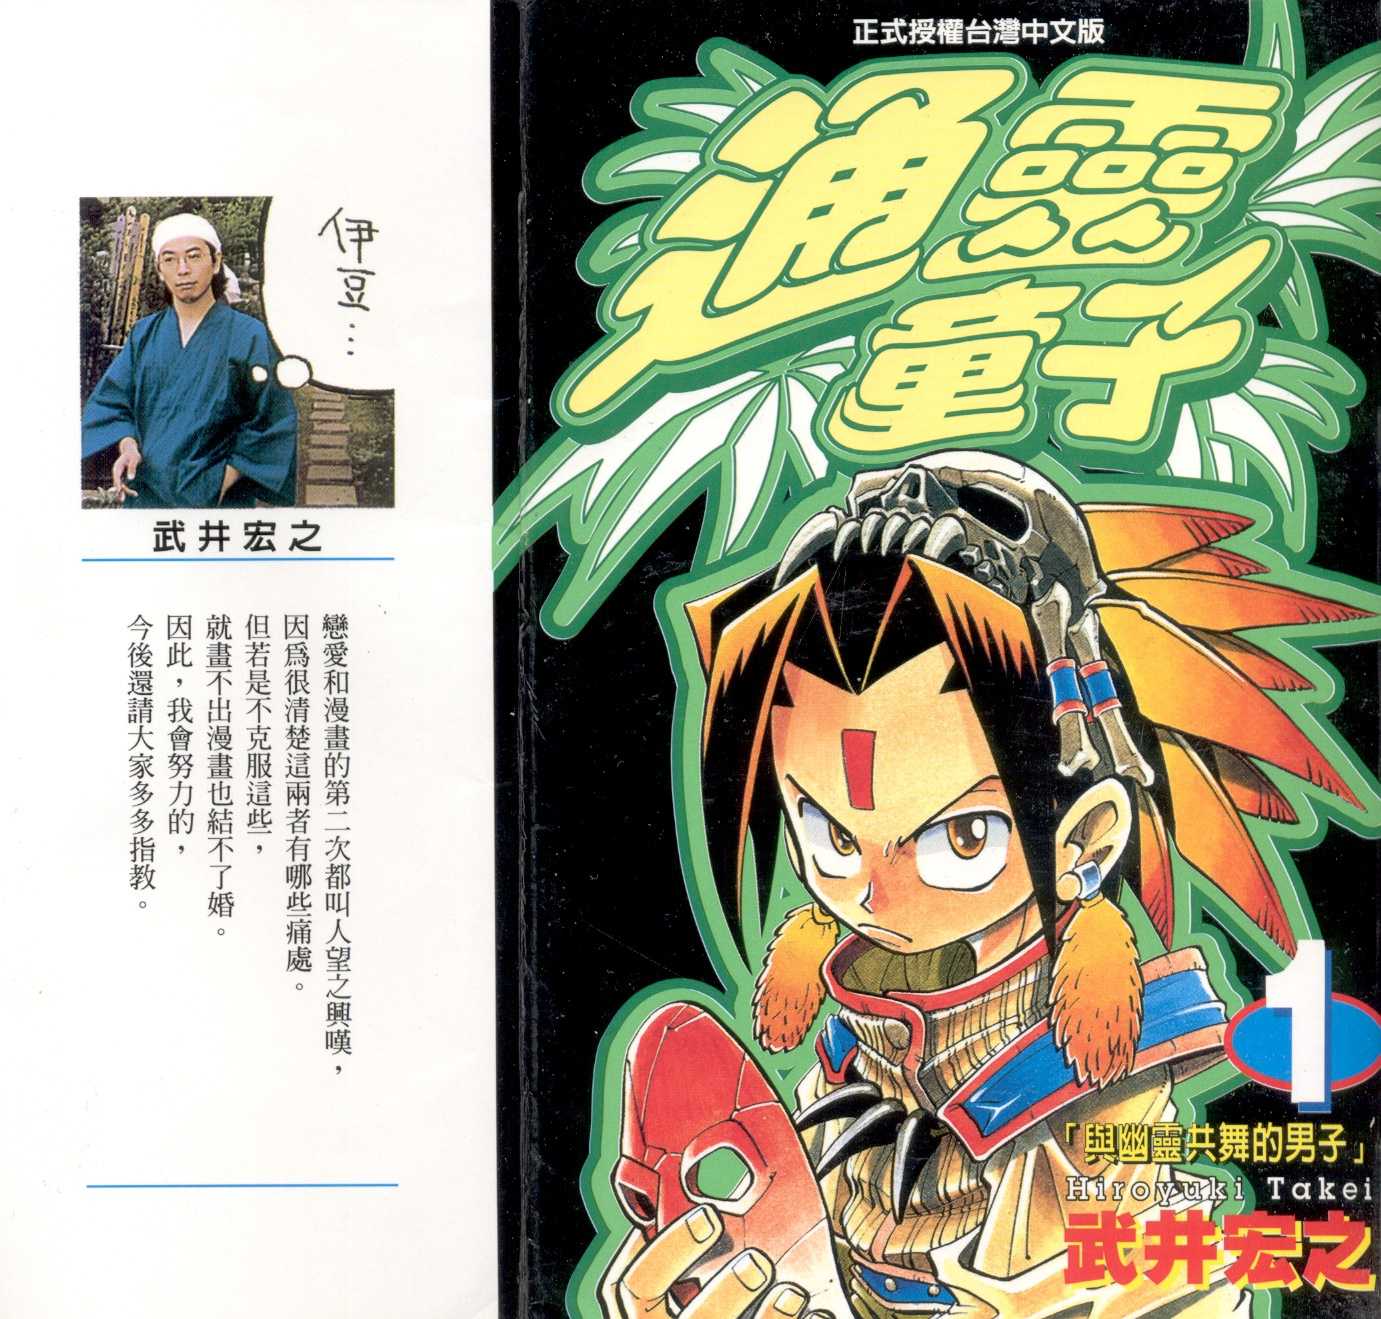 正式授權台灣中文版
通靈
童子
伊豆…
武井宏之
戀愛和漫畫的第二次都叫人望之興嘆，
因爲很清楚這兩者有哪些痛處。
但若是不克服這些，
就畫不出漫畫也結不了婚。
因此，我會努力的，
今後還請大家多多指教。
1
「與幽靈共舞的男子」
Hiroyuki Takei
武井宏之